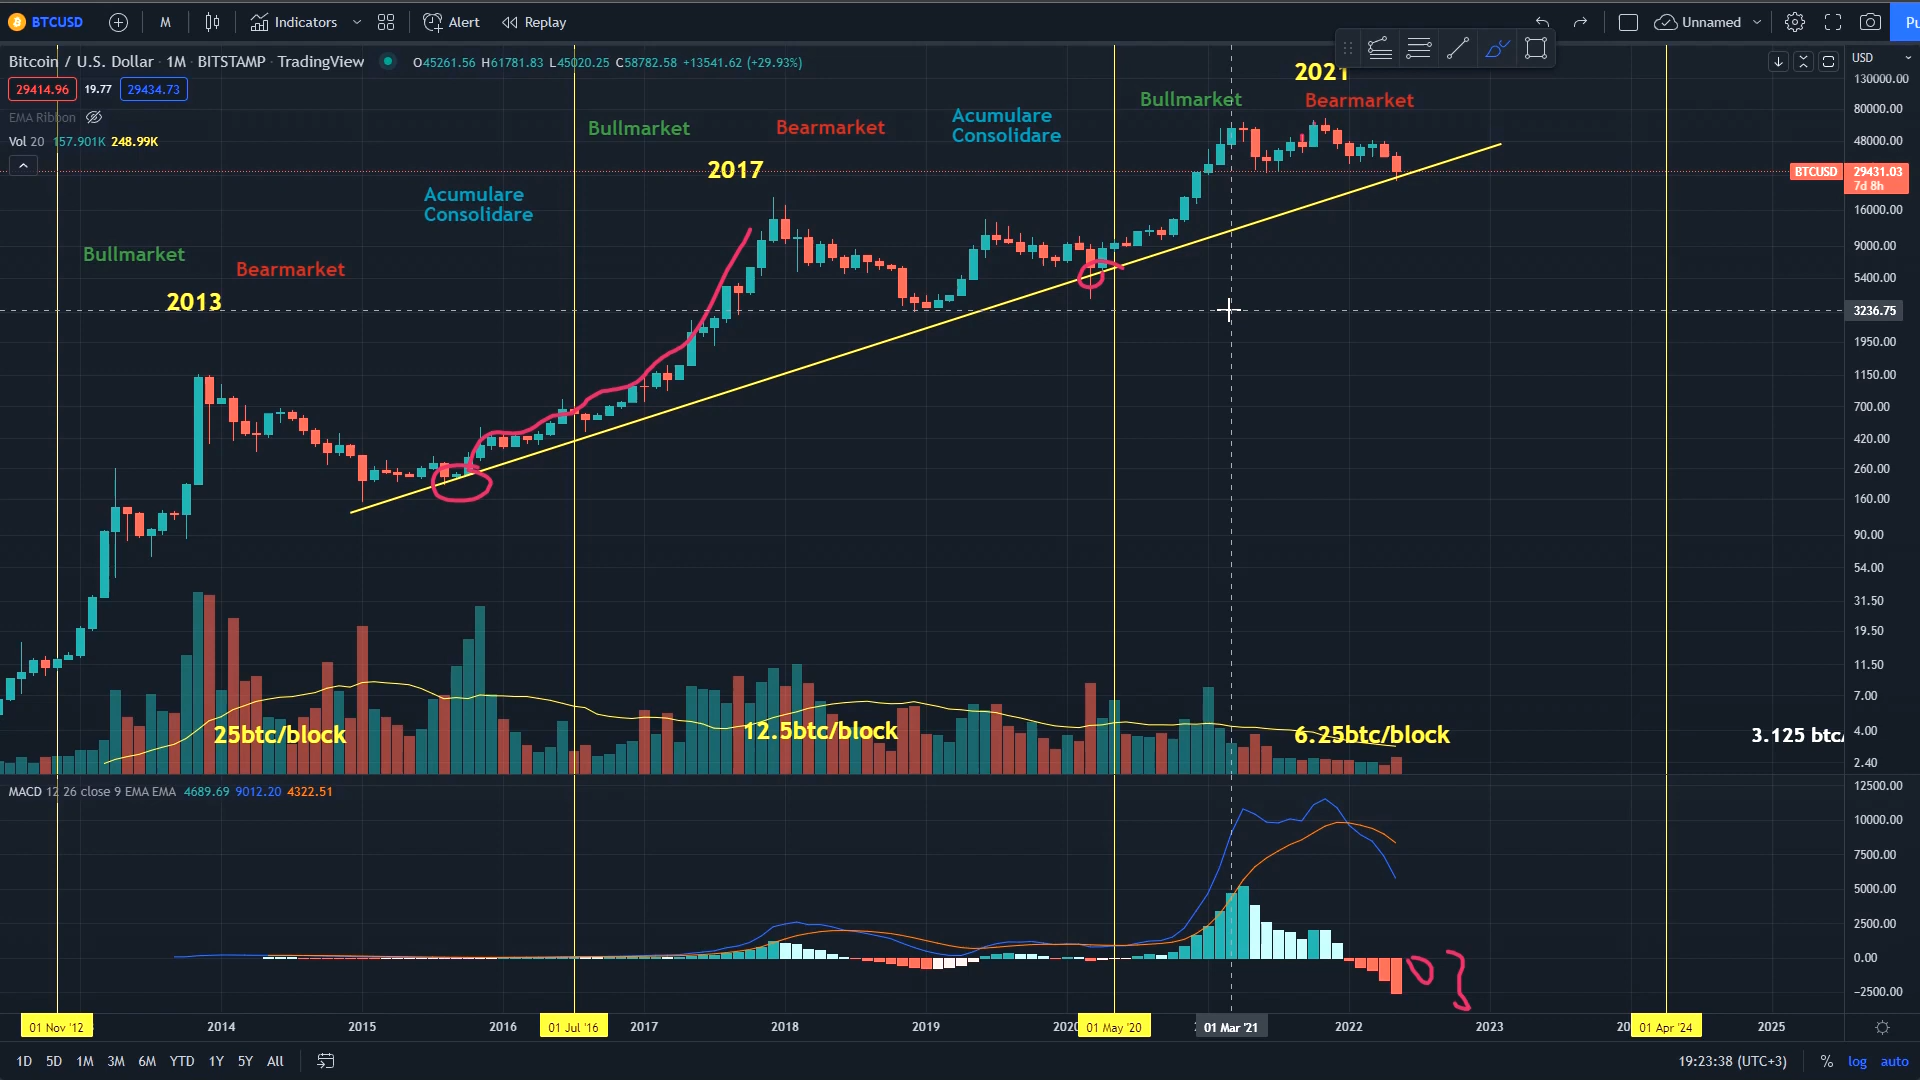 BTCUSD
M
Indicators
Alert
Replay
Unnamed
Bitcoin / U.S. Dollar · 1M · BITSTAMP · TradingView
O45261.56 H61781.83 L45020.25 C58782.58 +13541.62 (+29.93%)
29414.96 19.77 29434.73
EMA Ribbon
Vol 20 157.901K 248.99K
Bullmarket
Bearmarket
2013
Acumulare
Consolidare
Bullmarket
2017
Bearmarket
Acumulare
Consolidare
Bullmarket
2021
Bearmarket
25btc/block
12.5btc/block
6.25btc/block
3.125 btc/
USD
130000.00
80000.00
48000.00
BTCUSD
29431.03
7d 8h
16000.00
9000.00
5400.00
3236.75
1950.00
1150.00
700.00
420.00
260.00
160.00
90.00
54.00
31.50
19.50
11.50
7.00
4.00
2.40
MACD 12 26 close 9 EMA EMA 4689.69 9012.20 4322.51
12500.00
10000.00
7500.00
5000.00
2500.00
0.00
−2500.00
01 Nov '12
2014
2015
2016
01 Jul '16
2017
2018
2019
2020
01 May '20
01 Mar '21
2022
2023
01 Apr '24
2025
1D 5D 1M 3M 6M YTD 1Y 5Y All
19:23:38 (UTC+3)
%
log
auto